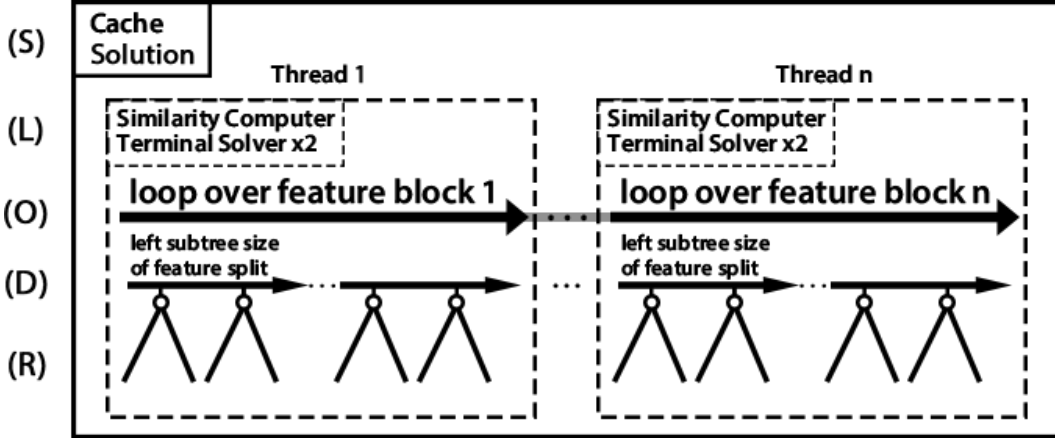 (S)
Cache
Solution
Thread 1
Thread n
(L)
Similarity Computer
Terminal Solver x2
Similarity Computer
Terminal Solver x2
(O)
loop over feature block 1
...
loop over feature block n
(D)
left subtree size
of feature split
...
...
left subtree size
of feature split
...
(R)